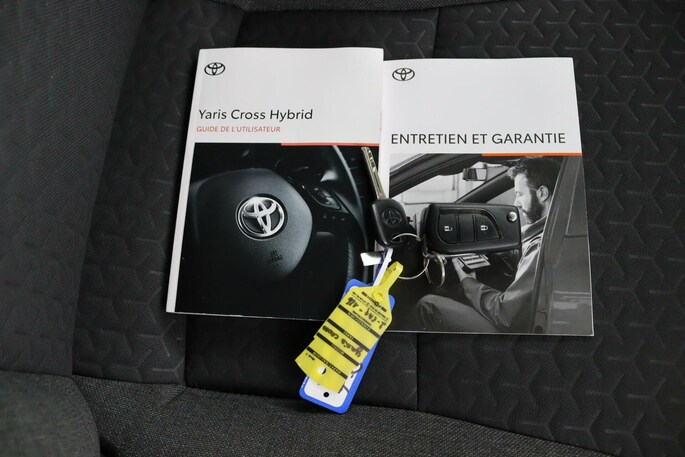 Yaris Cross Hybrid
GUIDE DE L'UTILISATEUR
ENTRETIEN ET GARANTIE